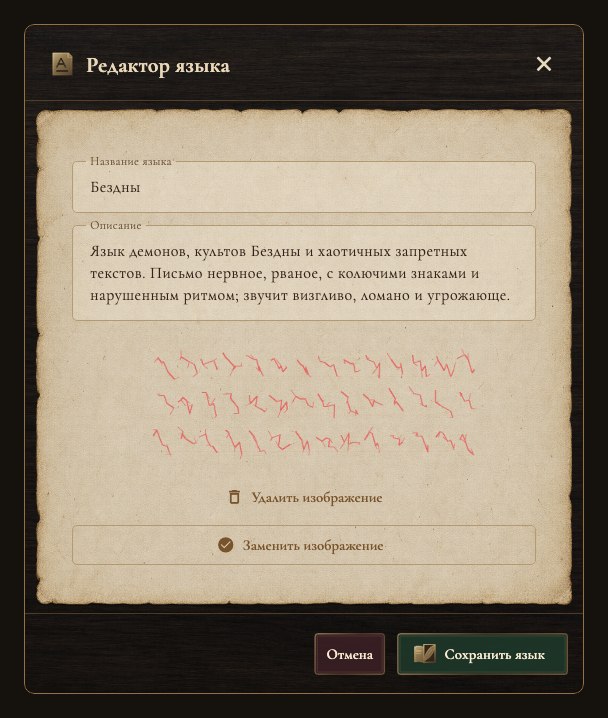 Редактор языка
Название языка
Бездны
Описание
Язык демонов, культов Бездны и хаотичных запретных
текстов. Письмо нервное, рваное, с колючими знаками и
нарушенным ритмом; звучит визгливо, ломано и угрожающе.
Удалить изображение
Заменить изображение
Отмена
Сохранить язык